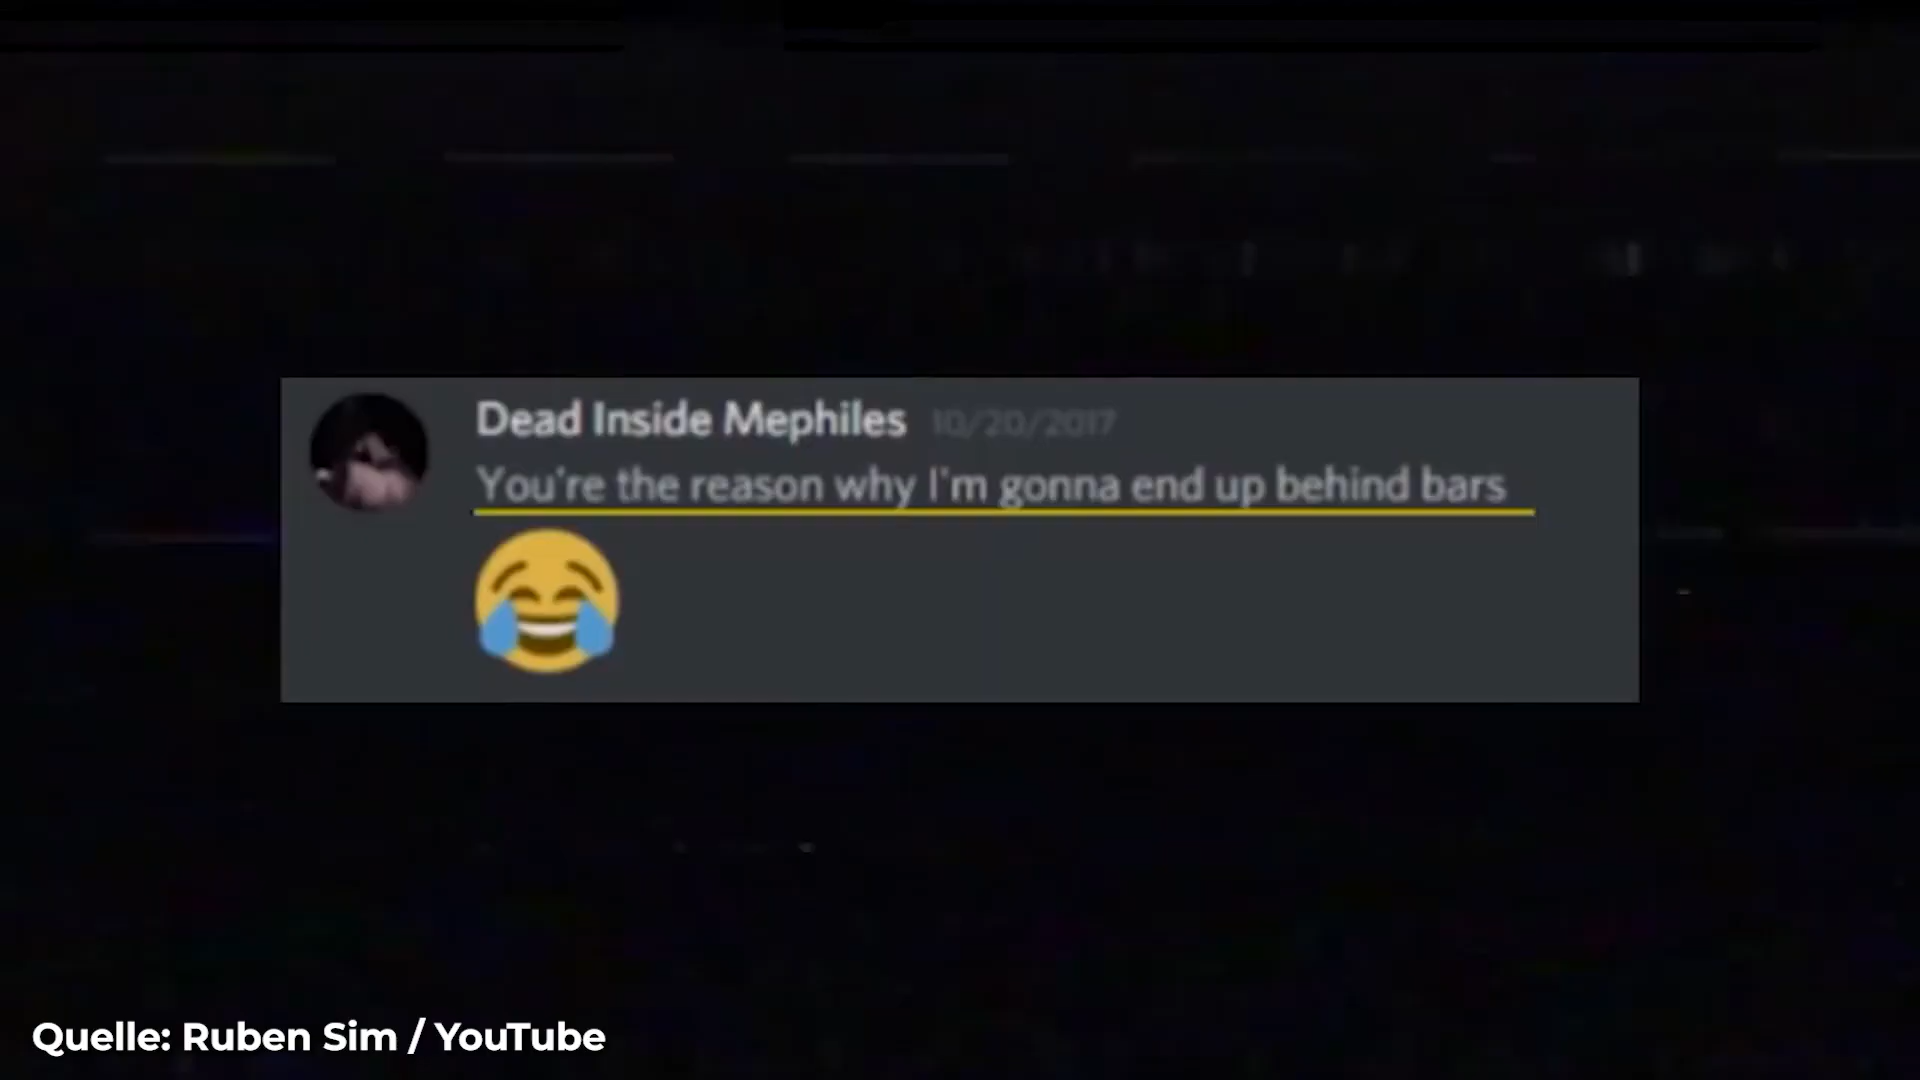 Dead Inside Mephiles 10/20/2017
You're the reason why I'm gonna end up behind bars
Quelle: Ruben Sim / YouTube